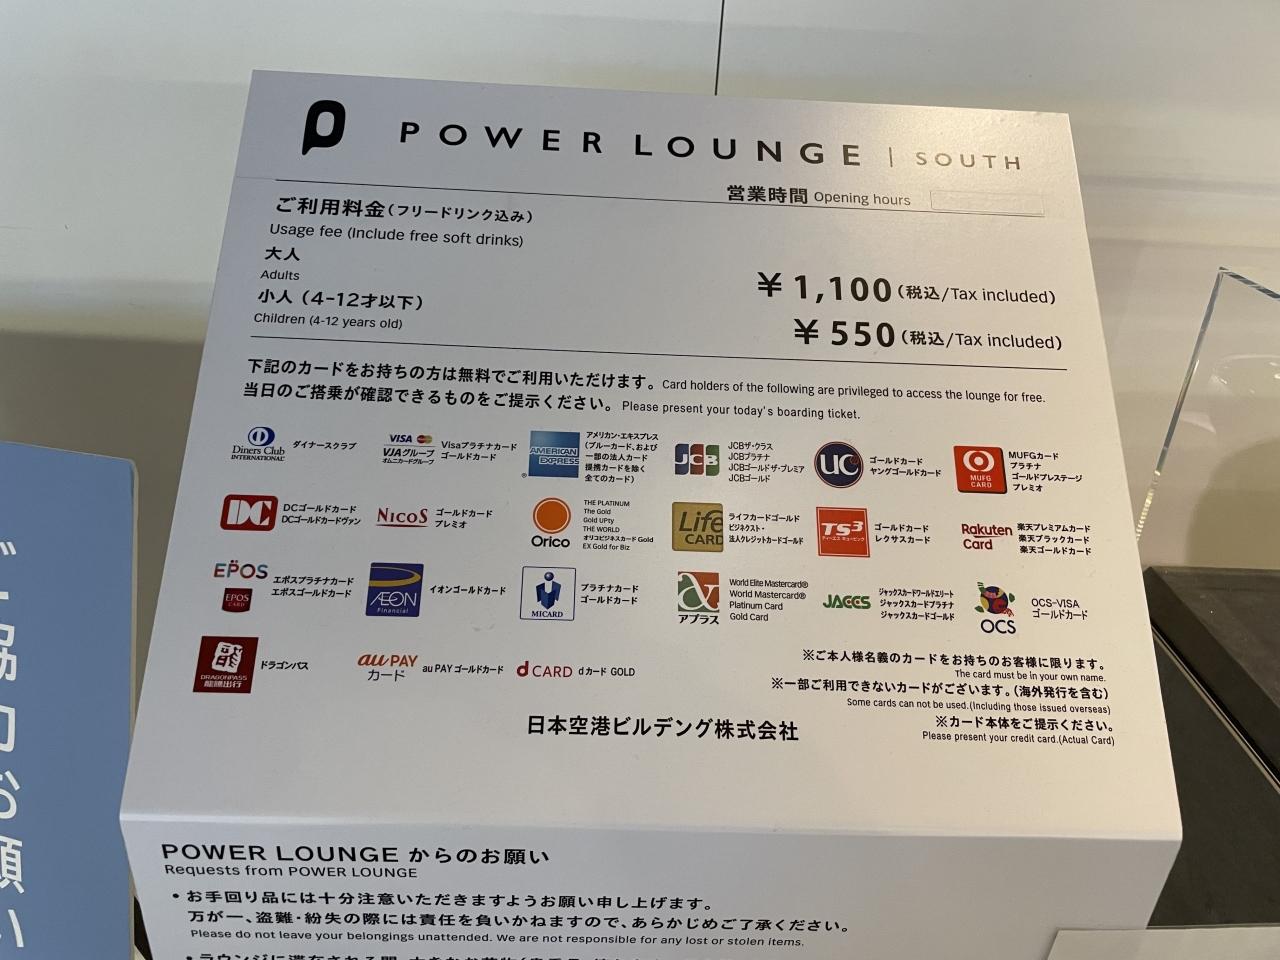 POWER LOUNGE | SOUTH
営業時間 Opening hours
ご利用料金(フリードリンク込み)
Usage fee (Include free soft drinks)
大人
Adults
¥1,100(税込/Tax included)
小人(4-12才以下)
Children (4-12 years old)
¥550(税込/Tax included)
下記のカードをお持ちの方は無料でご利用いただけます。Card holders of the following are privileged to access the lounge for free.
当日のご搭乗が確認できるものをご提示ください。Please present your today's boarding ticket.
Diners Club
INTERNATIONAL
ダイナースクラブ
VISA
VJAグループ
オムニカードグループ
Visaプラチナカード
ゴールドカード
AMERICAN
EXPRESS
アメリカン・エキスプレス
(ブルーカード、および
一部の法人カード
提携カードを除く
全てのカード)
JCB
JCBザ・クラス
JCBプラチナ
JCBゴールドザ・プレミア
JCBゴールド
UC
ゴールドカード
ヤングゴールドカード
MUFG
CARD
MUFGカード
プラチナ
ゴールドプレステージ
プレミオ
DC
DCゴールドカード
DCゴールドカードヴァン
NICOS
ゴールドカード
プレミオ
Orico
THE PLATINUM
The Gold
Gold UPty
THE WORLD
オリコビジネスカード Gold
EX Gold for Biz
Life
CARD
ライフカードゴールド
ビジネクスト・
法人クレジットカードゴールド
TS3
ティーエス キュービック
ゴールドカード
レクサスカード
Rakuten
Card
楽天プレミアムカード
楽天ブラックカード
楽天ゴールドカード
EPOS
EPOS
CARD
エポスプラチナカード
エポスゴールドカード
AEON
Financial
イオンゴールドカード
MICARD
プラチナカード
ゴールドカード
アプラス
World Elite Mastercard®
World Mastercard®
Platinum Card
Gold Card
JACCS
ジャックスカードワールドエリート
ジャックスカードプラチナ
ジャックスカードゴールド
OCS
OCS-VISA
ゴールドカード
DRAGONPASS
龍騰出行
ドラゴンパス
au PAY
カード
au PAY ゴールドカード
d CARD
dカード GOLD
※ご本人様名義のカードをお持ちのお客様に限ります。
The card must be in your own name.
※一部ご利用できないカードがございます。(海外発行を含む)
Some cards can not be used.(Including those issued overseas)
※カード本体をご提示ください。
Please present your credit card.(Actual Card)
日本空港ビルデング株式会社
POWER LOUNGE からのお願い
Requests from POWER LOUNGE
・お手回り品には十分注意いただきますようお願い申し上げます。
万が一、盗難・紛失の際には責任を負いかねますので、あらかじめご了承ください。
Please do not leave your belongings unattended. We are not responsible for any lost or stolen items.
協力お願い